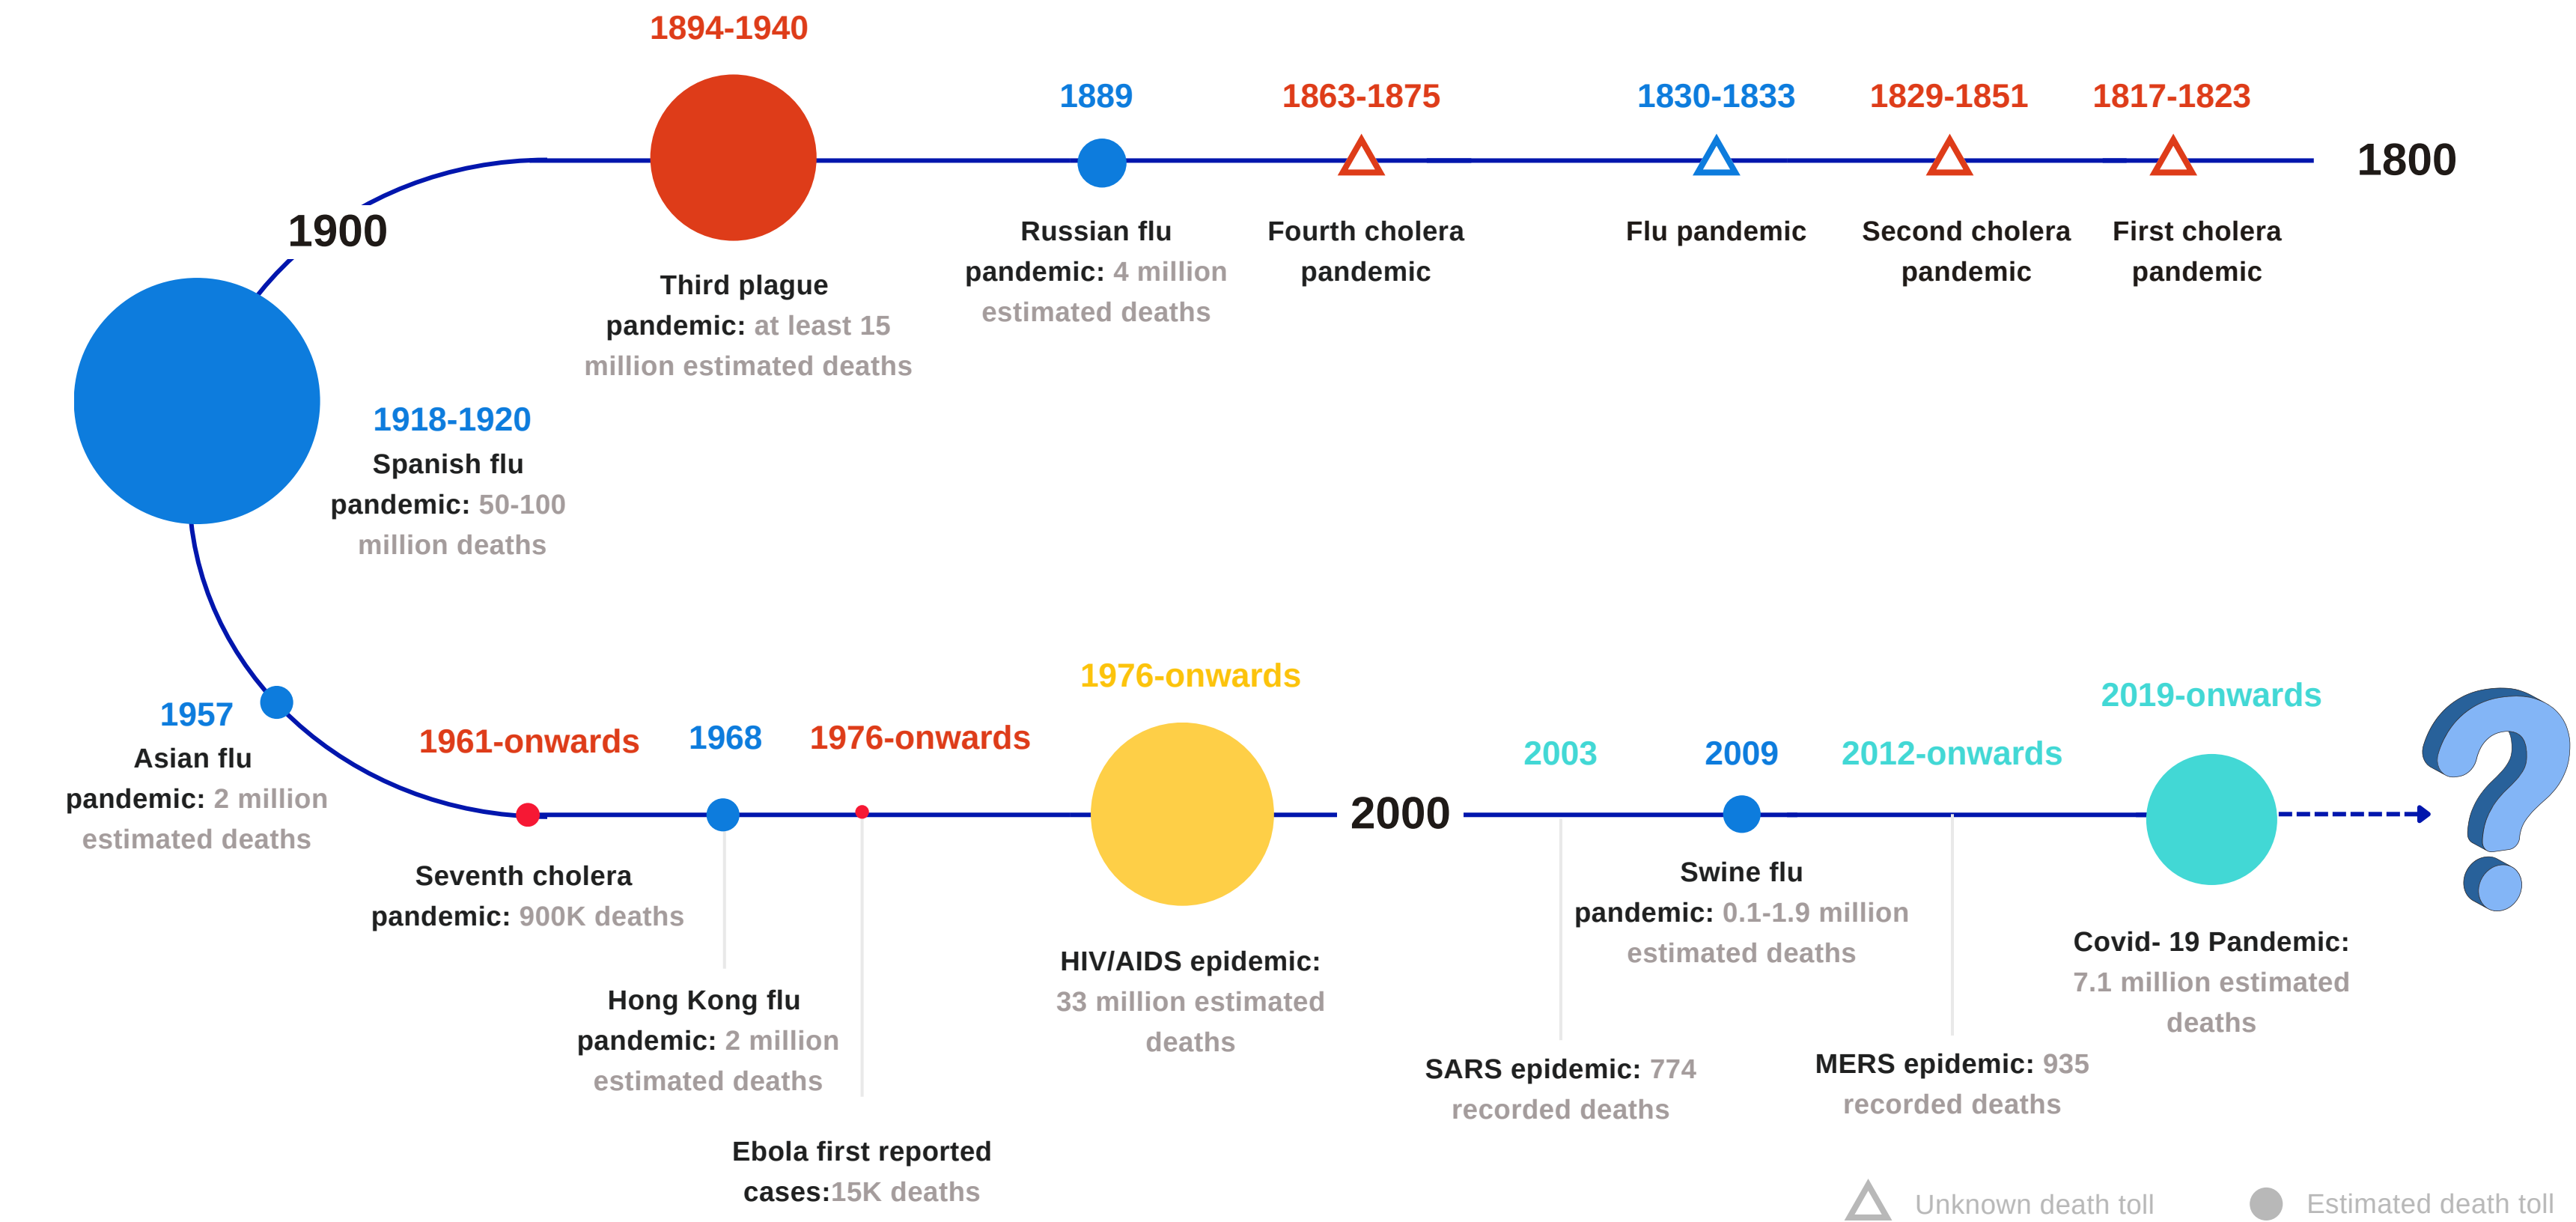 1894-1940
1889
1863-1875
1830-1833
1829-1851
1817-1823
1800
1900
Third plague
pandemic: at least 15
million estimated deaths
Russian flu
pandemic: 4 million
estimated deaths
Fourth cholera
pandemic
Flu pandemic
Second cholera
pandemic
First cholera
pandemic
1918-1920
Spanish flu
pandemic: 50-100
million deaths
1957
Asian flu
pandemic: 2 million
estimated deaths
1961-onwards
Seventh cholera
pandemic: 900K deaths
1968
Hong Kong flu
pandemic: 2 million
estimated deaths
1976-onwards
Ebola first reported
cases:15K deaths
1976-onwards
HIV/AIDS epidemic:
33 million estimated
deaths
2000
2003
SARS epidemic: 774
recorded deaths
2009
Swine flu
pandemic: 0.1-1.9 million
estimated deaths
2012-onwards
MERS epidemic: 935
recorded deaths
2019-onwards
Covid- 19 Pandemic:
7.1 million estimated
deaths
?
Unknown death toll
Estimated death toll